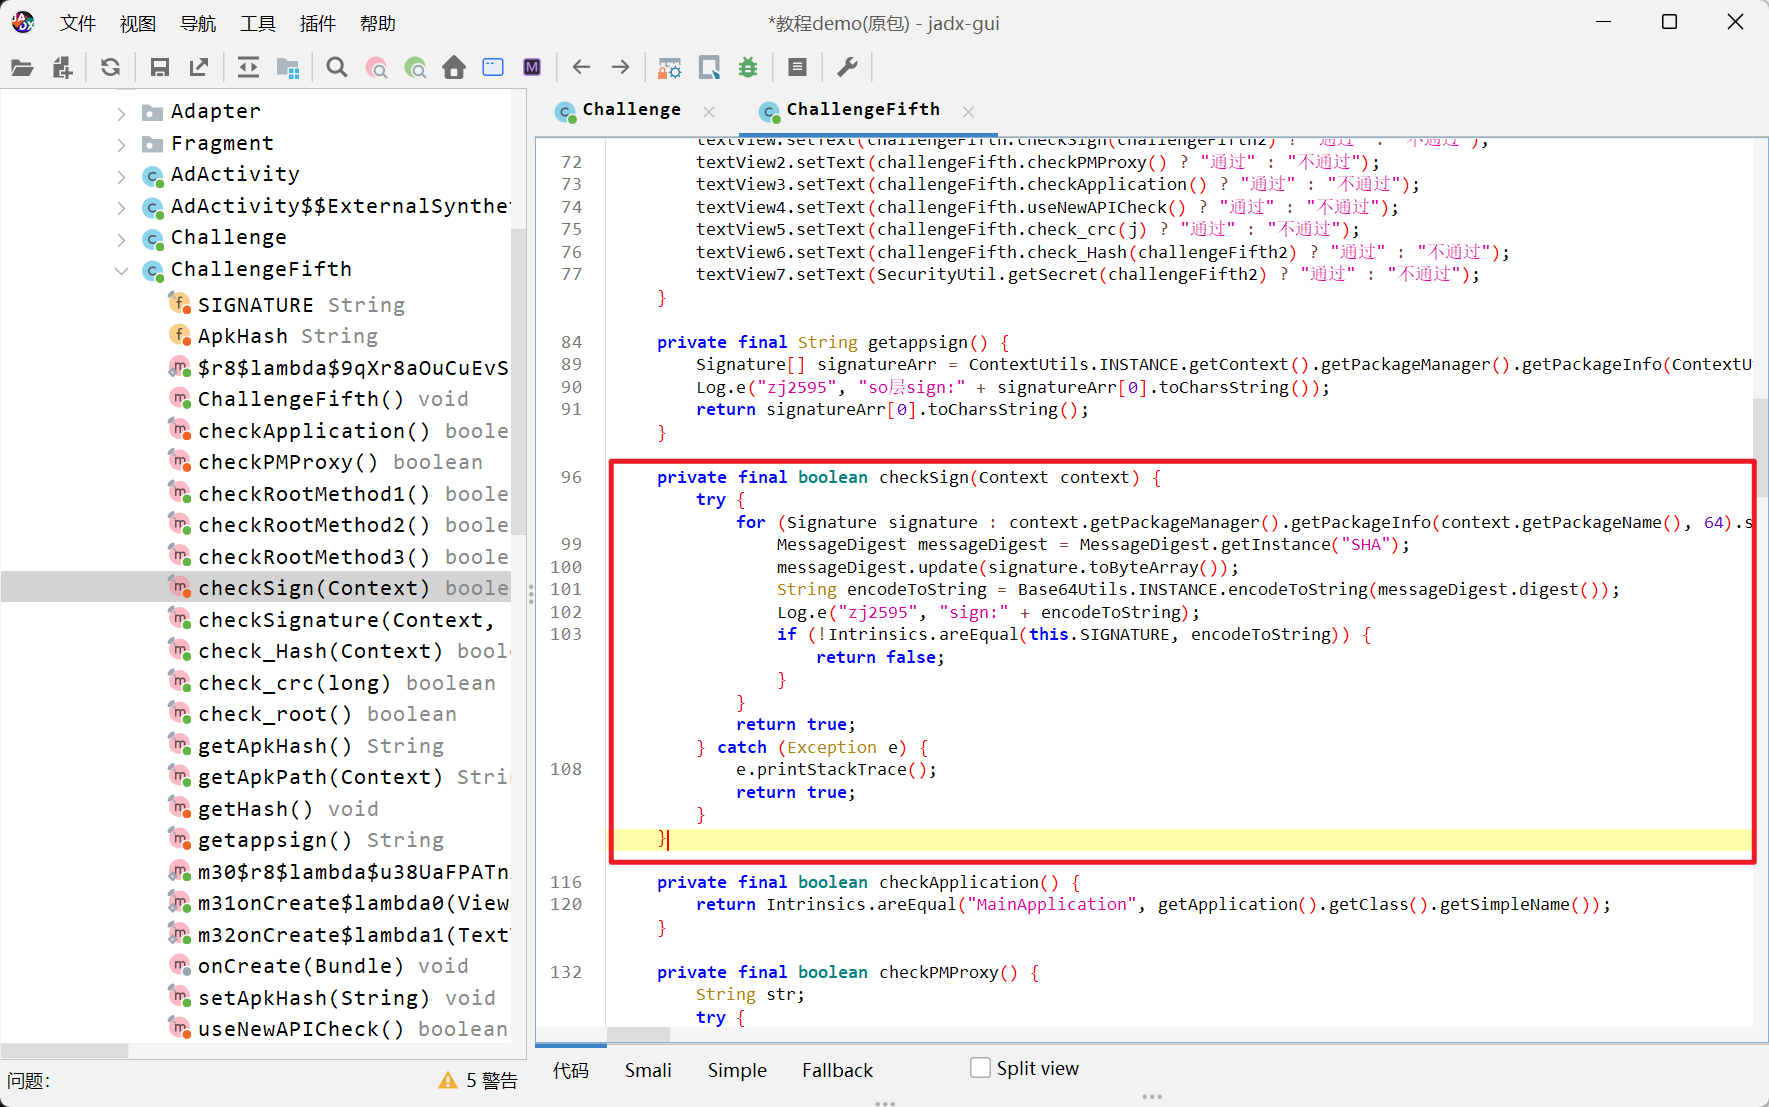 文件 视图 导航 工具 插件 帮助
*教程demo(原包) - jadx-gui
Adapter
Fragment
AdActivity
AdActivity$$ExternalSynthe
Challenge
ChallengeFifth
SIGNATURE String
ApkHash String
$r8$lambda$9qXr8aOuCuEvS
ChallengeFifth() void
checkApplication() boole
checkPMProxy() boolean
checkRootMethod1() boole
checkRootMethod2() boole
checkRootMethod3() boole
checkSign(Context) boole
checkSignature(Context,
check_Hash(Context) bool
check_crc(long) boolean
check_root() boolean
getApkHash() String
getApkPath(Context) Stri
getHash() void
getappsign() String
m30$r8$lambda$u38UaFPATn
m31onCreate$lambda0(View
m32onCreate$lambda1(Text
onCreate(Bundle) void
setApkHash(String) void
useNewAPICheck() boolean
问题:
5 警告
Challenge
ChallengeFifth
textView.setText(challengeFifth.checkSign(challengeFifth2) ? "通过" : "不通过");
72 textView2.setText(challengeFifth.checkPMProxy() ? "通过" : "不通过");
73 textView3.setText(challengeFifth.checkApplication() ? "通过" : "不通过");
74 textView4.setText(challengeFifth.useNewAPICheck() ? "通过" : "不通过");
75 textView5.setText(challengeFifth.check_crc(j) ? "通过" : "不通过");
76 textView6.setText(challengeFifth.check_Hash(challengeFifth2) ? "通过" : "不通过");
77 textView7.setText(SecurityUtil.getSecret(challengeFifth2) ? "通过" : "不通过");
}
84 private final String getappsign() {
89 Signature[] signatureArr = ContextUtils.INSTANCE.getContext().getPackageManager().getPackageInfo(ContextU
90 Log.e("zj2595", "so层sign:" + signatureArr[0].toCharsString());
91 return signatureArr[0].toCharsString();
}
96 private final boolean checkSign(Context context) {
try {
for (Signature signature : context.getPackageManager().getPackageInfo(context.getPackageName(), 64).s
99 MessageDigest messageDigest = MessageDigest.getInstance("SHA");
100 messageDigest.update(signature.toByteArray());
101 String encodeToString = Base64Utils.INSTANCE.encodeToString(messageDigest.digest());
102 Log.e("zj2595", "sign:" + encodeToString);
103 if (!Intrinsics.areEqual(this.SIGNATURE, encodeToString)) {
return false;
}
}
return true;
} catch (Exception e) {
108 e.printStackTrace();
return true;
}
}
116 private final boolean checkApplication() {
120 return Intrinsics.areEqual("MainApplication", getApplication().getClass().getSimpleName());
}
132 private final boolean checkPMProxy() {
String str;
try {
代码 Smali Simple Fallback Split view